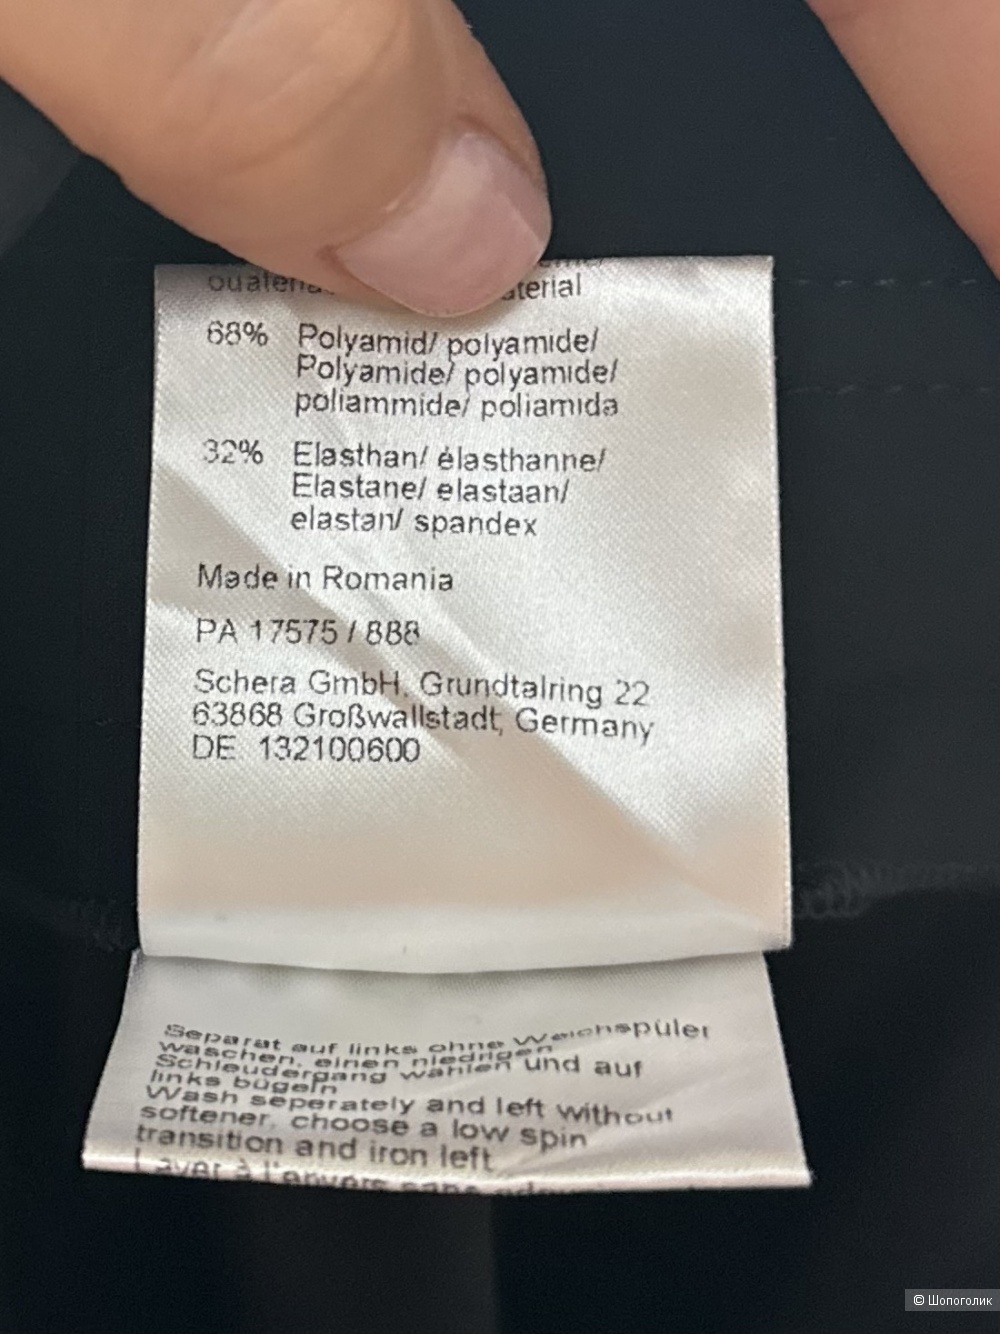 68% Polyamid/ polyamide/
Polyamide/ polyamide/
poliammide/ poliamida
32% Elasthan/ élasthanne/
Elastane/ elastaan/
elastan/ spandex
Made in Romania
PA 17575 / 888
Schera GmbH, Grundtalring 22
63868 Großwallstadt, Germany
DE 132100600
Separat auf links ohne Weichspüler
waschen, einen niedrigen
Schleudergang wählen und auf
links bügeln
Wash seperately and left without
softener, choose a low spin
transition and iron left
Laver à l'envers sans
© Шопоголик